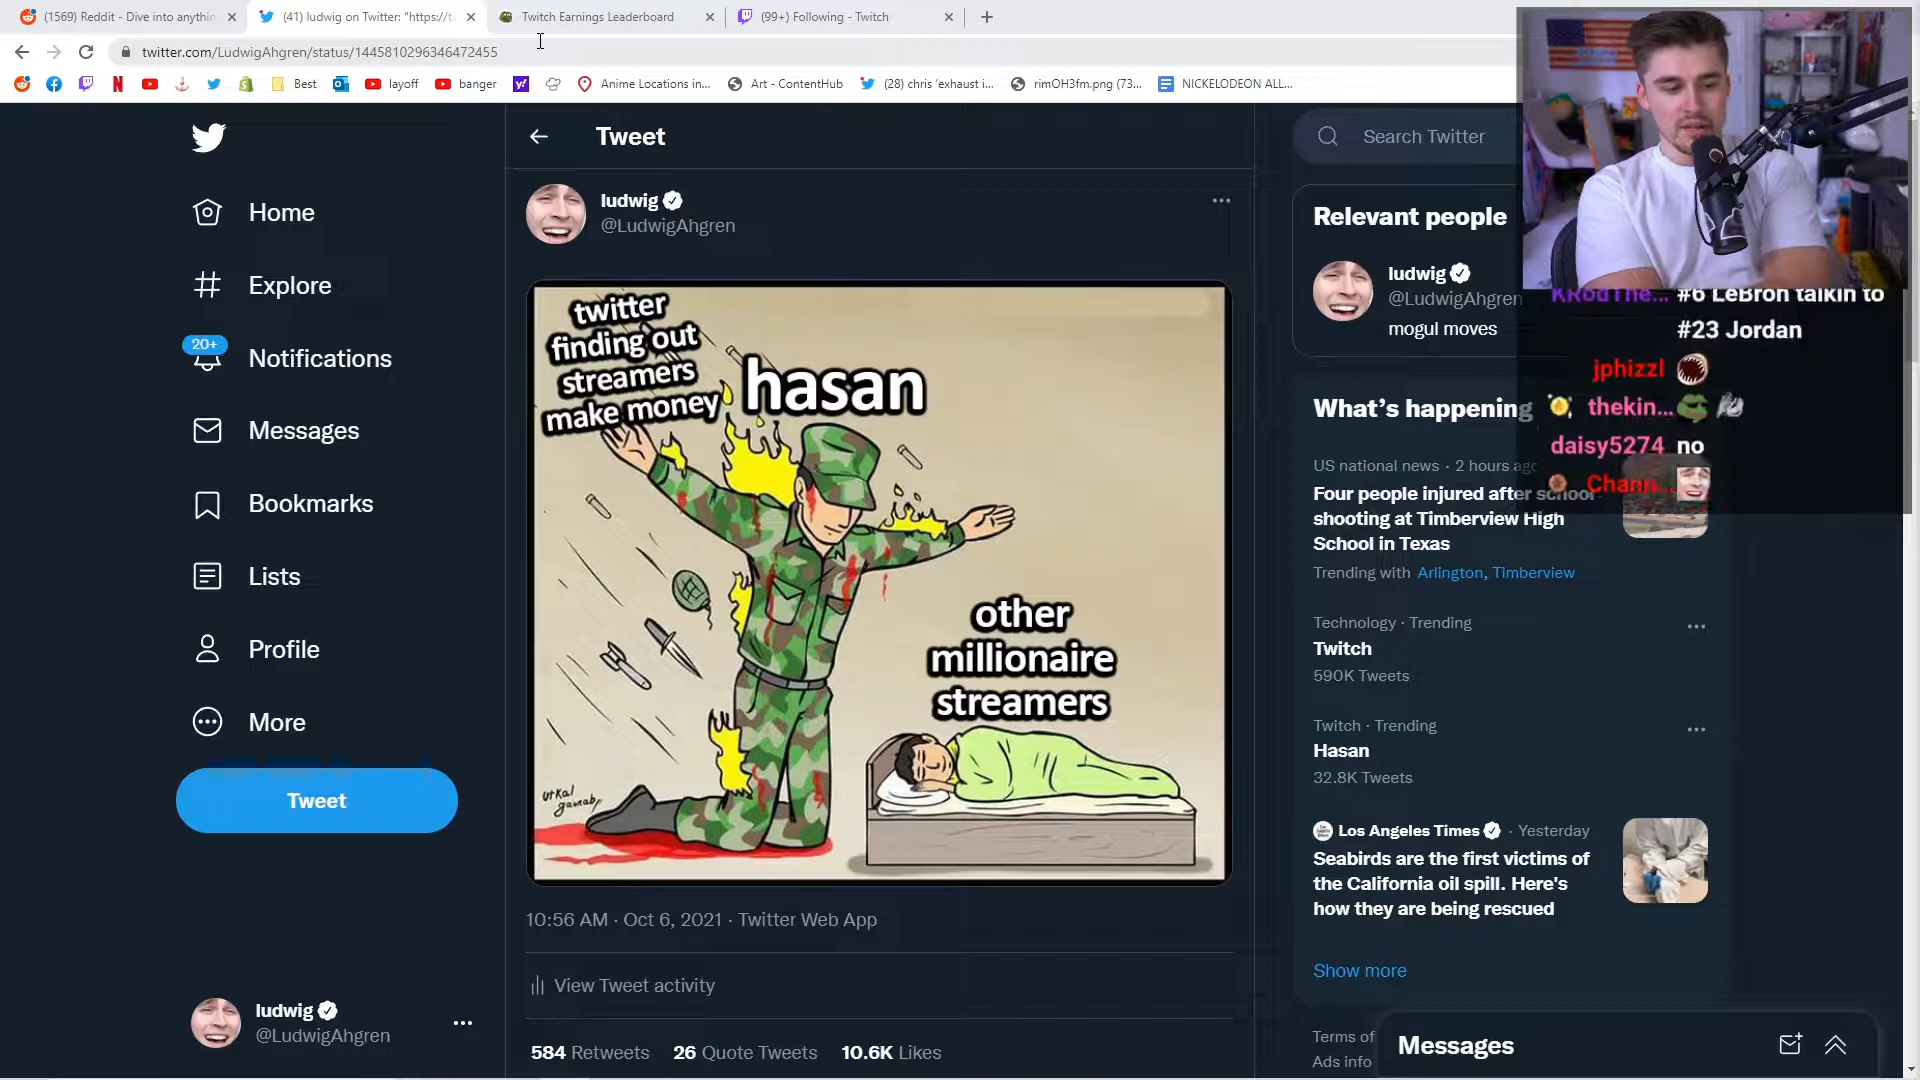 (1569) Reddit - Dive into anythin
(41) ludwig on Twitter: "https://t.
Twitch Earnings Leaderboard
(99+) Following - Twitch
twitter.com/LudwigAhgren/status/1445810296346472455
Best
layoff
banger
Anime Locations in...
Art - ContentHub
(28) chris 'exhaust i...
rimOH3fm.png (73...
NICKELODEON ALL...
Tweet
Search Twitter
Home
Explore
20+
Notifications
Messages
Bookmarks
Lists
Profile
More
Tweet
ludwig
@LudwigAhgren
ludwig
@LudwigAhgren
twitter
finding out
streamers
make money
hasan
other
millionaire
streamers
utkal
gaurab
10:56 AM · Oct 6, 2021 · Twitter Web App
View Tweet activity
584 Retweets 26 Quote Tweets 10.6K Likes
Relevant people
ludwig
@LudwigAhgren
mogul moves
What's happening
US national news · 2 hours ago
Four people injured after school
shooting at Timberview High
School in Texas
Trending with Arlington, Timberview
Technology · Trending
Twitch
590K Tweets
Twitch · Trending
Hasan
32.8K Tweets
Los Angeles Times · Yesterday
Seabirds are the first victims of
the California oil spill. Here's
how they are being rescued
Show more
Terms of
Ads info
Messages
KRodThe... #6 LeBron talkin to
#23 Jordan
jphizzl
thekin...
daisy5274 no
Chann...